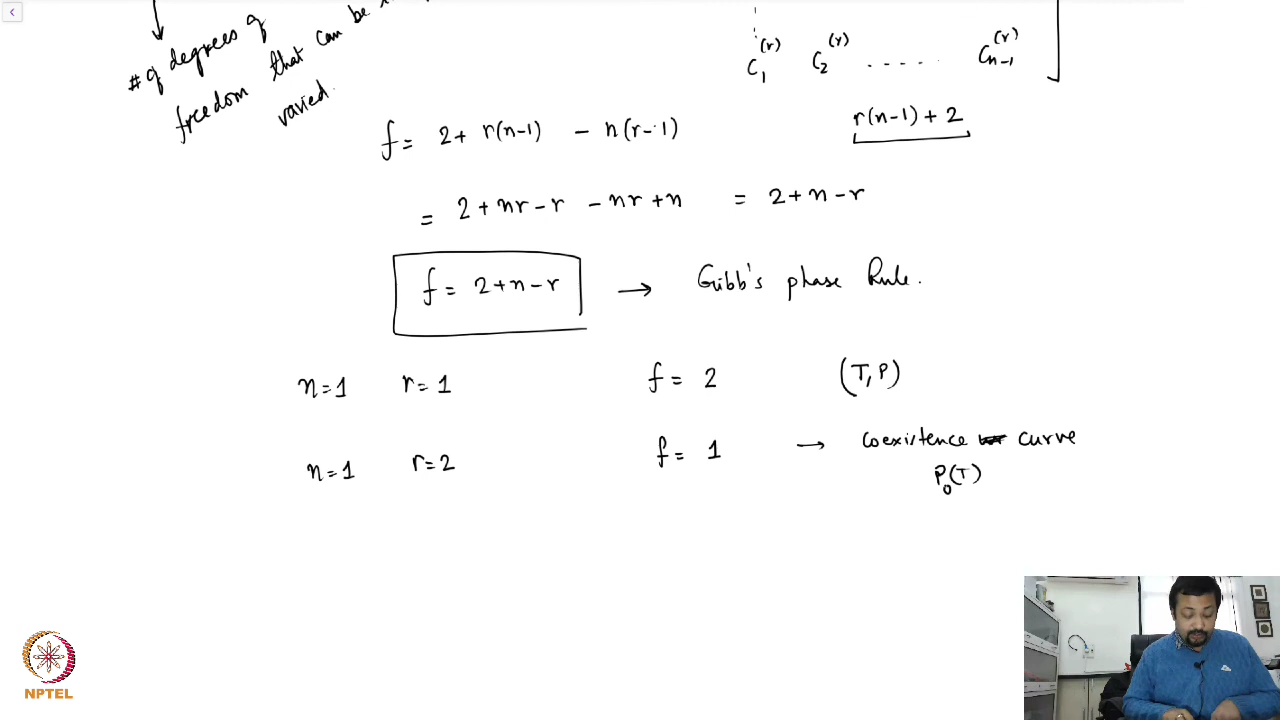 # of degrees of
freedom that can be
varied.
C₁⁽ʳ⁾ C₂⁽ʳ⁾ ..... Cₙ₋₁⁽ʳ⁾
r(n-1) + 2
f = 2 + r(n-1) - n(r-1)
= 2 + nr - r - nr + n = 2 + n - r
f = 2+n-r → Gibb's phase Rule.
n=1 r=1 f= 2 (T,P)
n=1 r=2 f= 1 → coexistence curve
P₀(T)
NPTEL